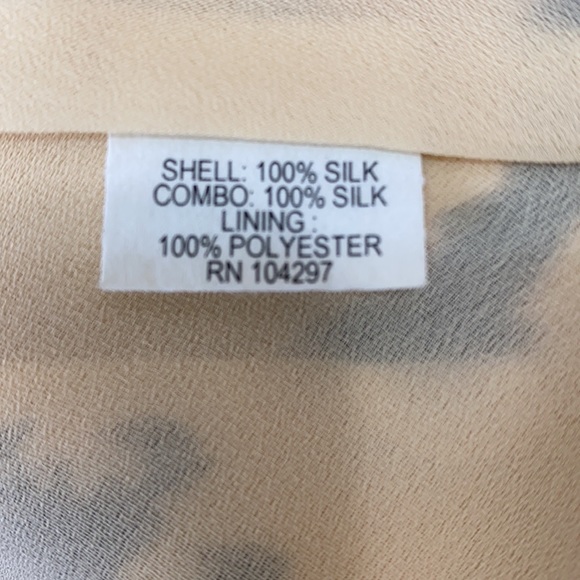 SHELL: 100% SILK
COMBO: 100% SILK
LINING :
100% POLYESTER
RN 104297